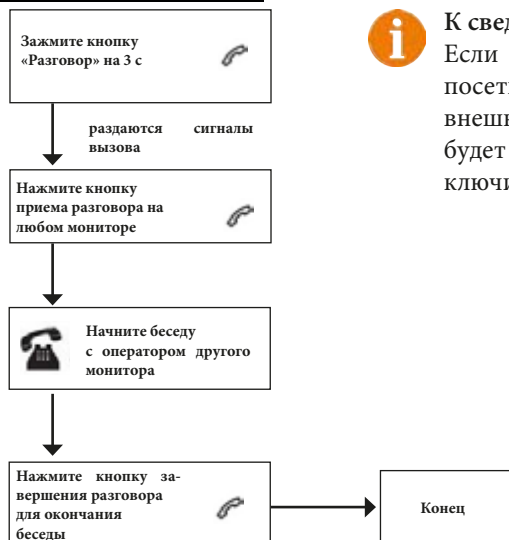 Зажмите кнопку
«Разговор» на 3 с
раздаются сигналы
вызова
Нажмите кнопку
приема разговора на
любом мониторе
Начните беседу
с оператором другого
монитора
Нажмите кнопку за-
вершения разговора
для окончания
беседы
Конец
К свед
Если
посети
внешн
будет
ключи